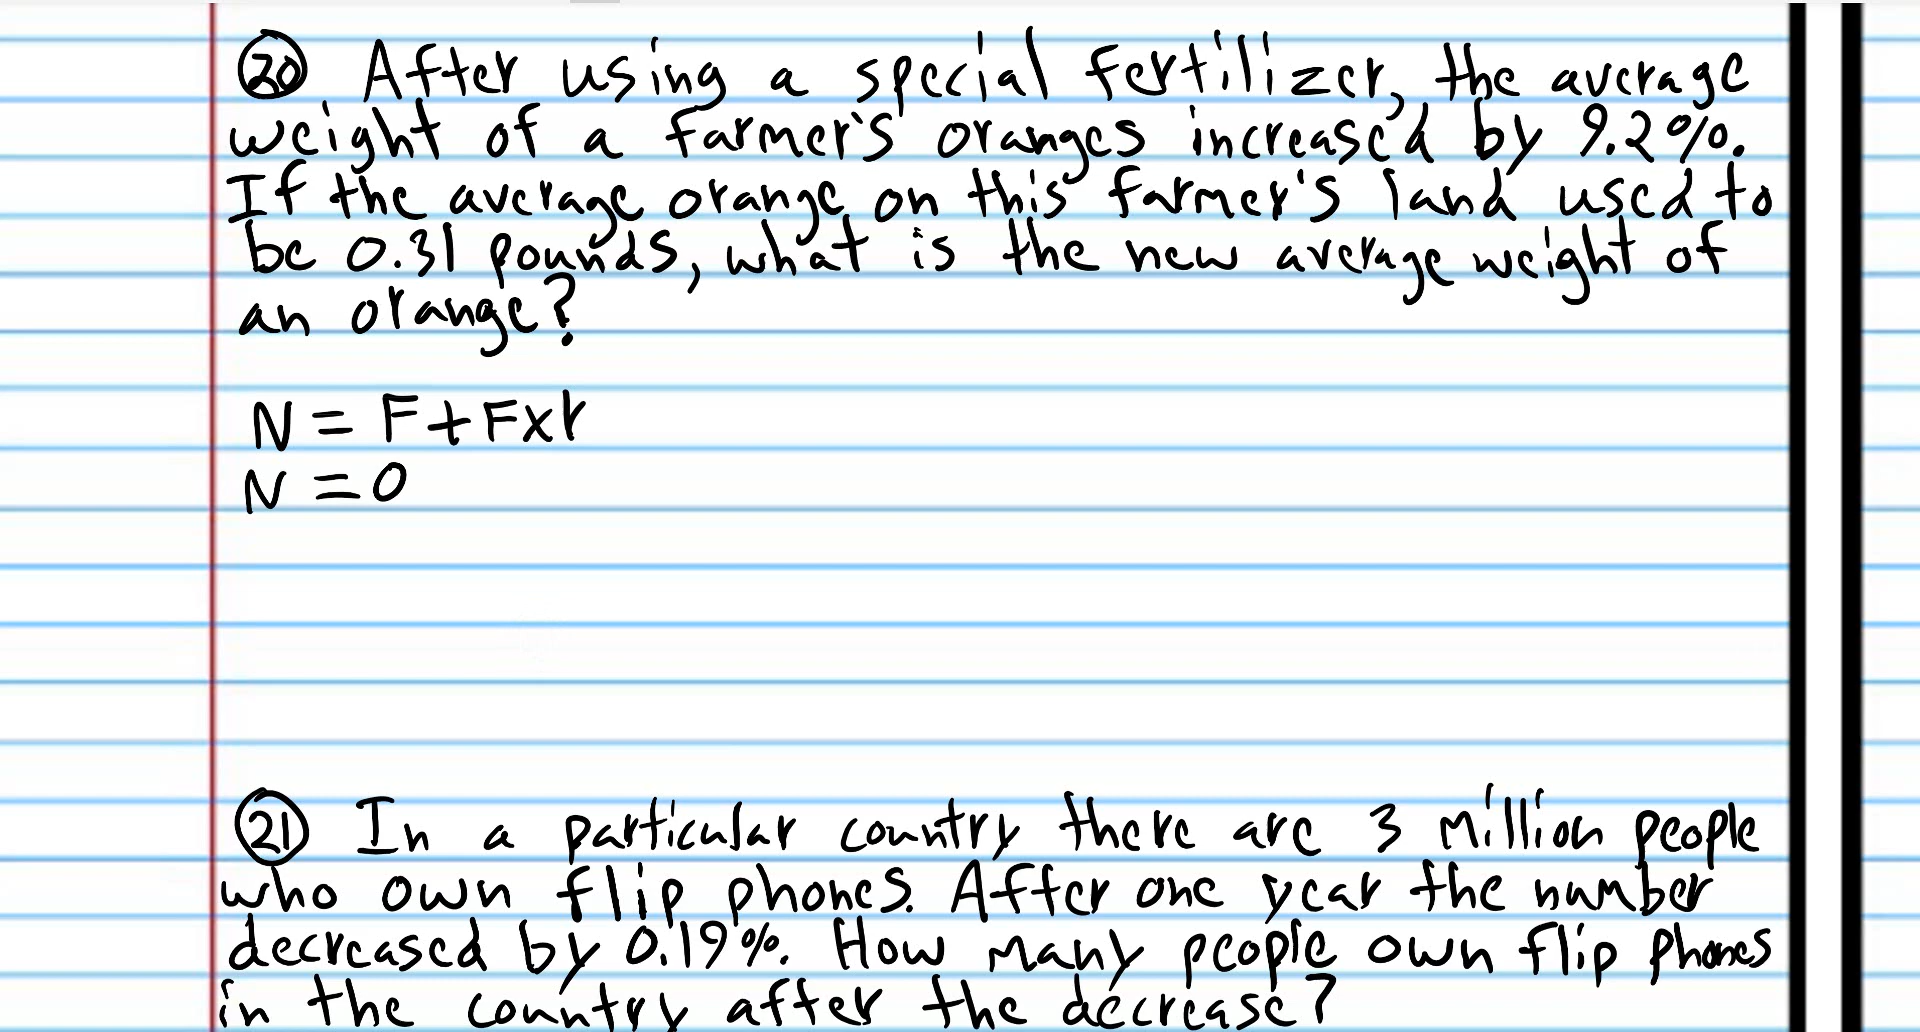 20 After using a special fertilizer, the average
weight of a farmer's oranges increas'd by 9.2%.
If the average orange on this farmer's land used to
be 0.31 pounds, what is the new average weight of
an orange?
N = F + F x r
N = 0
21 In a particular country there are 3 million people
who own flip phones. After one year the number
decreased by 0.19%. How many people own flip phones
in the country after the decrease?